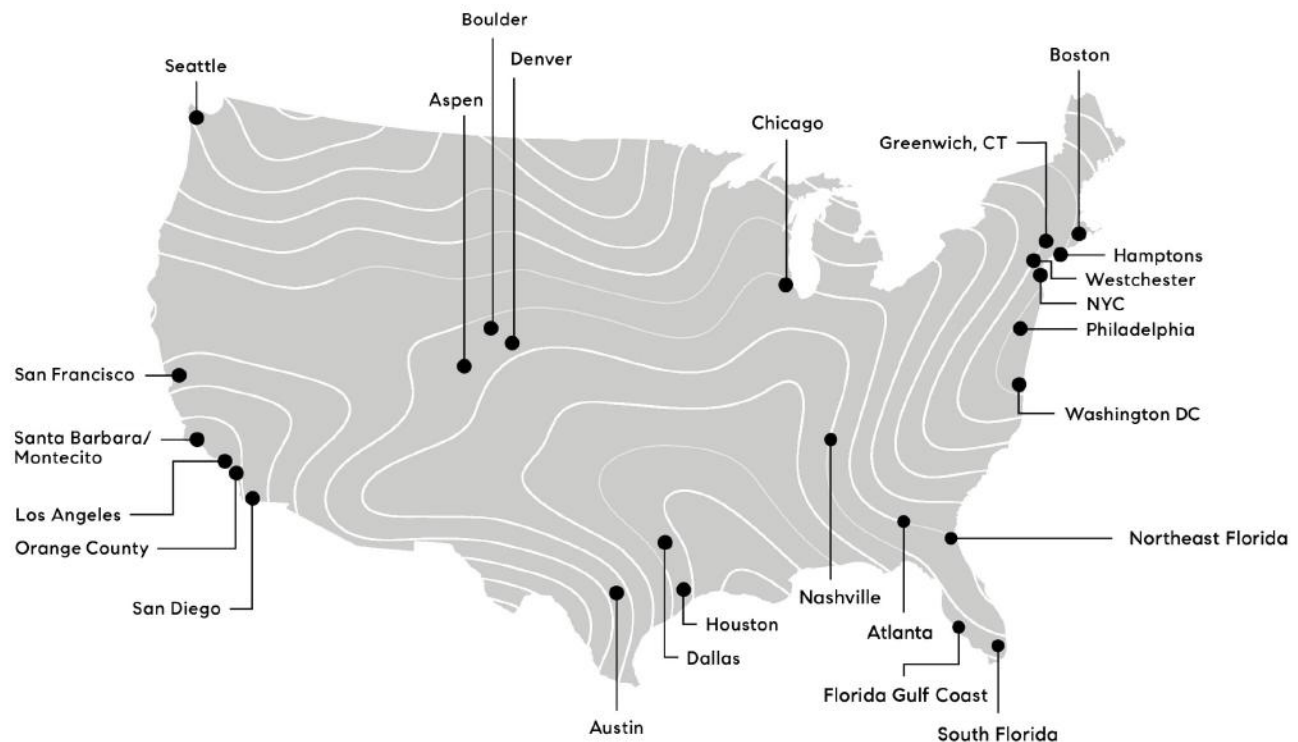 Boulder
Denver
Boston
Seattle
Aspen
Chicago
Greenwich, CT
Hamptons
Westchester
NYC
Philadelphia
San Francisco
Washington DC
Santa Barbara/
Montecito
Los Angeles
Orange County
Northeast Florida
San Diego
Nashville
Houston
Atlanta
Dallas
Florida Gulf Coast
Austin
South Florida